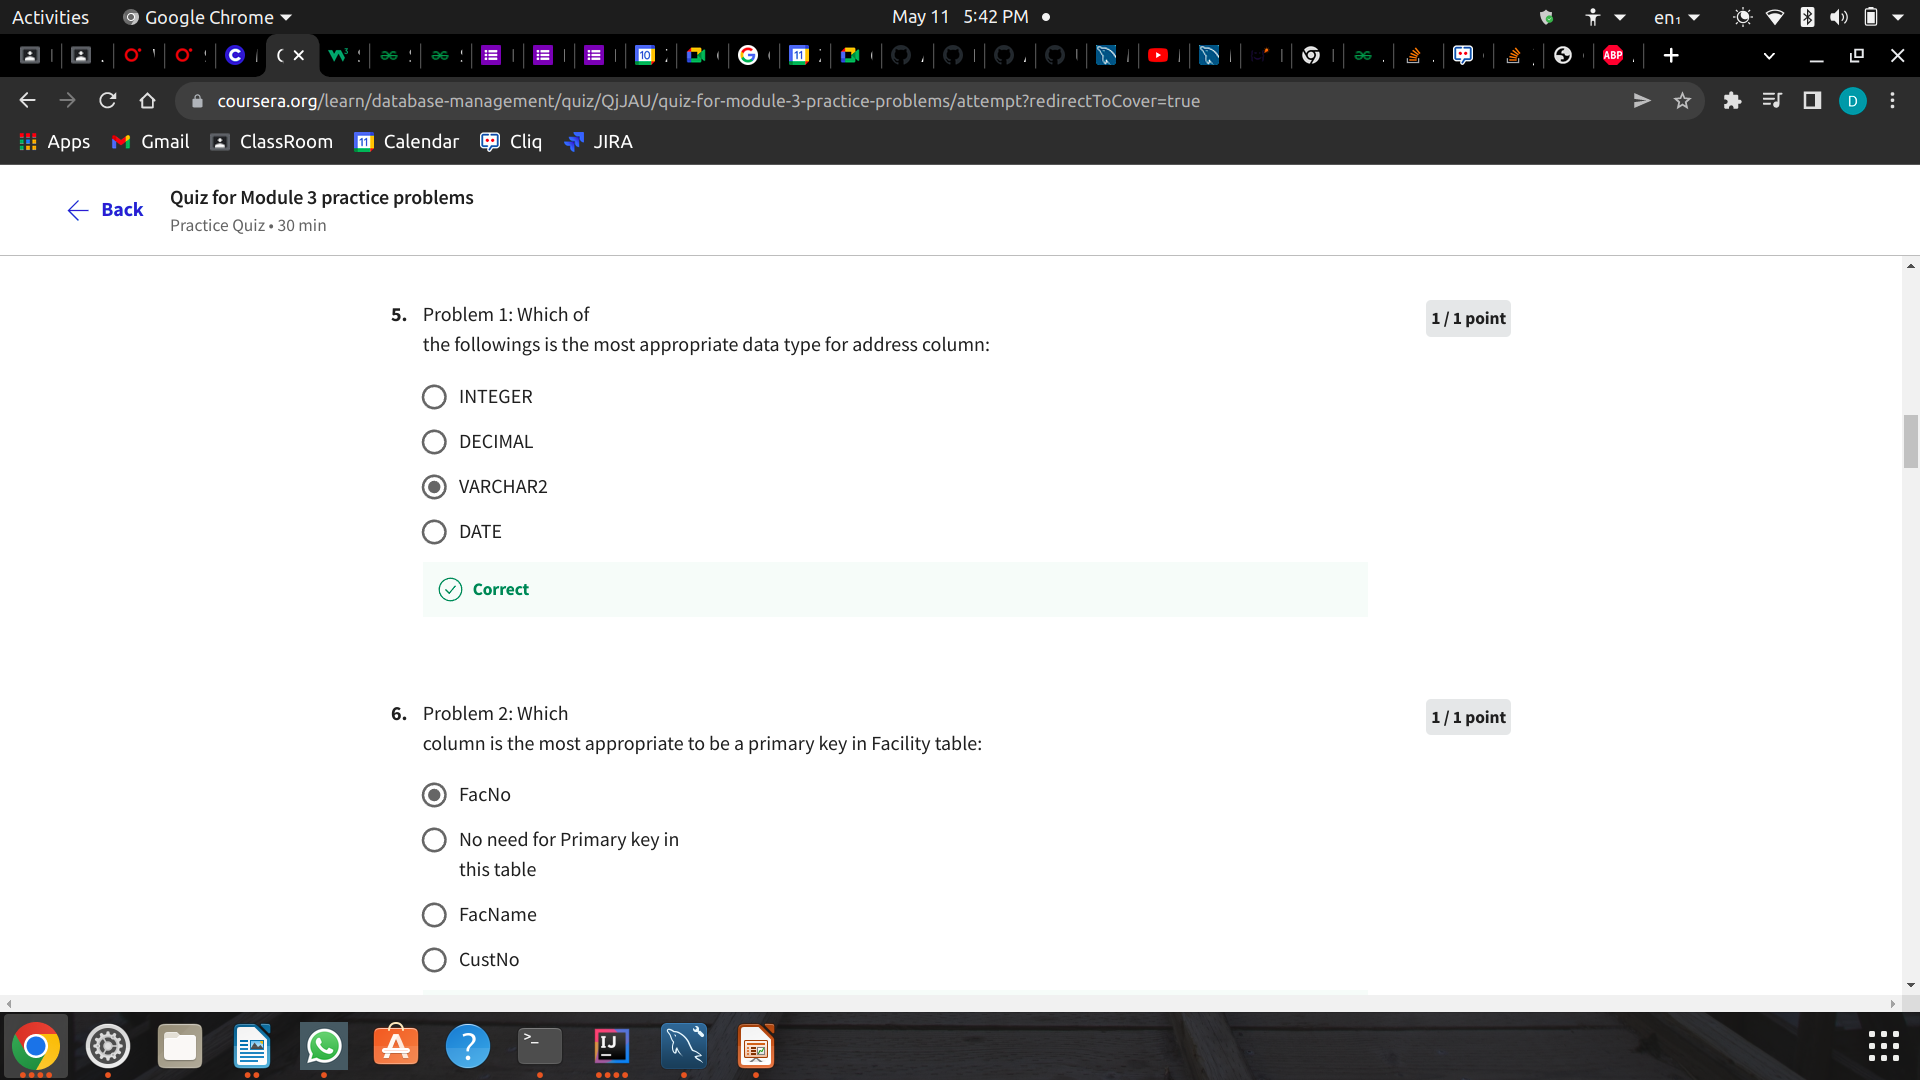 Activities
Google Chrome
May 11 5:42 PM
en₁
coursera.org/learn/database-management/quiz/QjJAU/quiz-for-module-3-practice-problems/attempt?redirectToCover=true
D
Apps
Gmail
ClassRoom
Calendar
Cliq
JIRA
Back
Quiz for Module 3 practice problems
Practice Quiz • 30 min
5. Problem 1: Which of
the followings is the most appropriate data type for address column:
1 / 1 point
INTEGER
DECIMAL
VARCHAR2
DATE
Correct
6. Problem 2: Which
column is the most appropriate to be a primary key in Facility table:
1 / 1 point
FacNo
No need for Primary key in
this table
FacName
CustNo